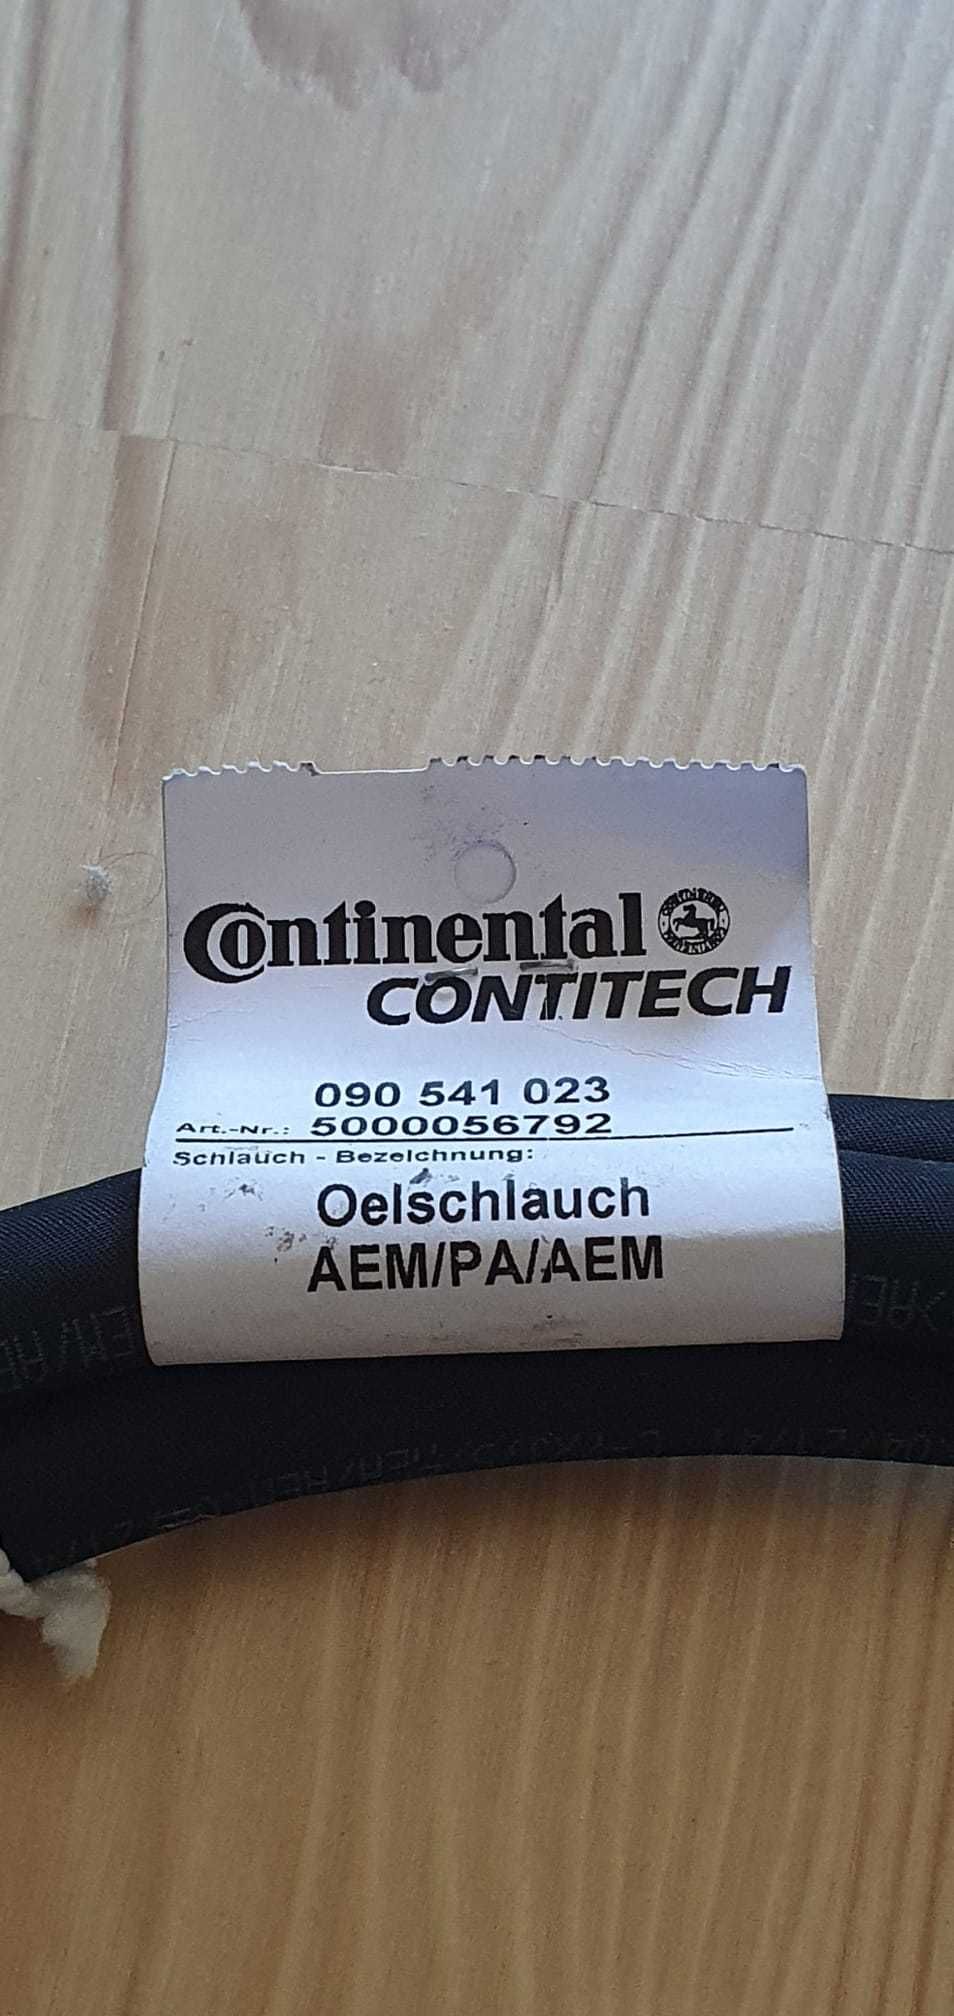 Continental
CONTITECH
090 541 023
Art.-Nr.: 5000056792
Schlauch - Bezeichnung:
Oelschlauch
AEM/PA/AEM